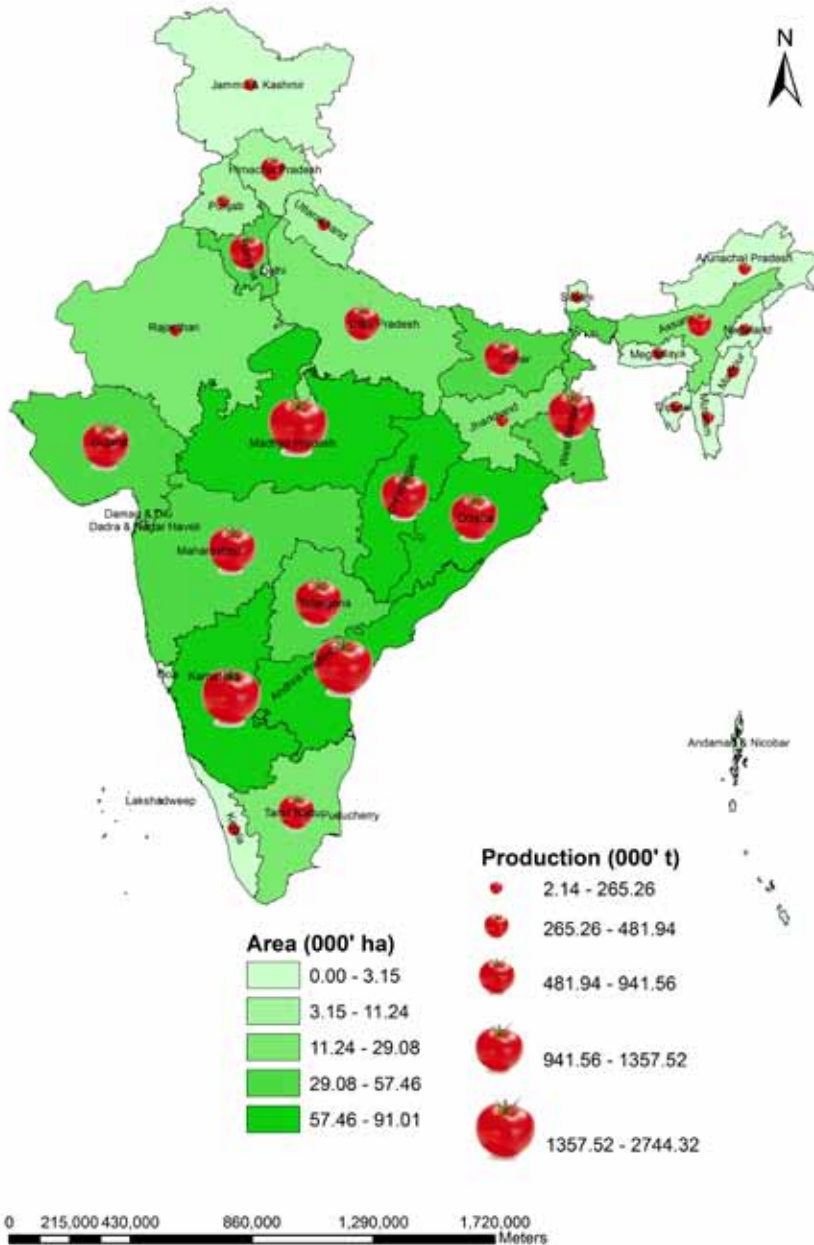 N
Jammu & Kashmir
Himachal Pradesh
Punjab
Uttarakhand
Delhi
Arunachal Pradesh
Sikkim
Rajasthan
Uttar Pradesh
Bihar
Assam
Nagaland
Meghalaya
Manipur
Tripura
Jharkhand
West Bengal
Gujarat
Madhya Pradesh
Daman & Diu
Dadra & Nagar Haveli
Maharashtra
Odisha
Telangana
Goa
Karnataka
Andhra Pradesh
Andaman & Nicobar
Lakshadweep
Kerala
Tamil Nadu
Puducherry
Production (000' t)
2.14 - 265.26
265.26 - 481.94
481.94 - 941.56
941.56 - 1357.52
1357.52 - 2744.32
Area (000' ha)
0.00 - 3.15
3.15 - 11.24
11.24 - 29.08
29.08 - 57.46
57.46 - 91.01
0 215,000 430,000 860,000 1,290,000 1,720,000
Meters